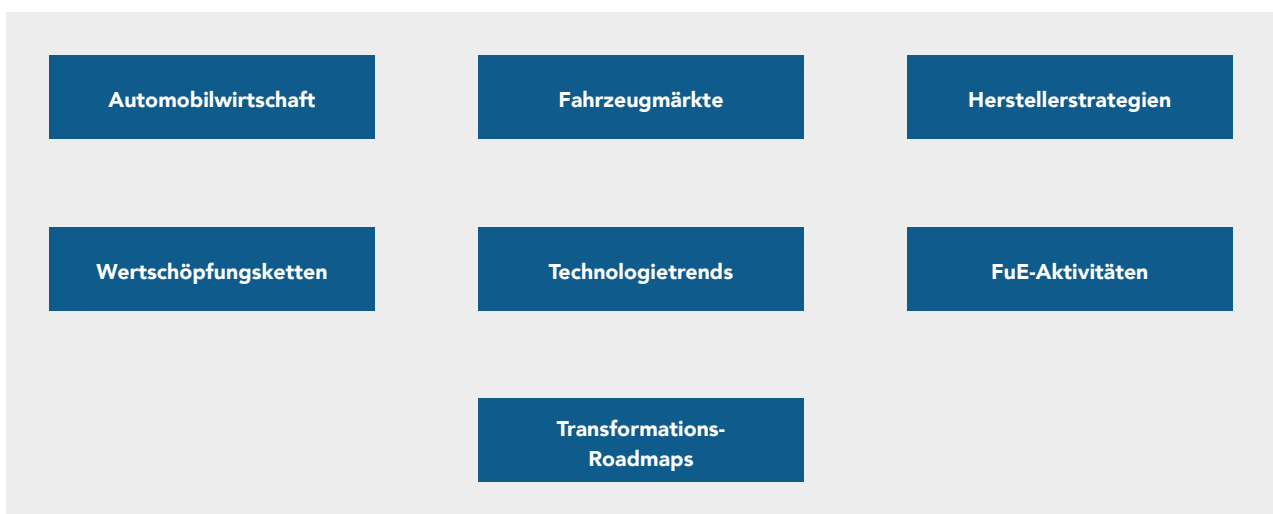 Automobilwirtschaft
Fahrzeugmärkte
Herstellerstrategien
Wertschöpfungsketten
Technologietrends
FuE-Aktivitäten
Transformations-
Roadmaps